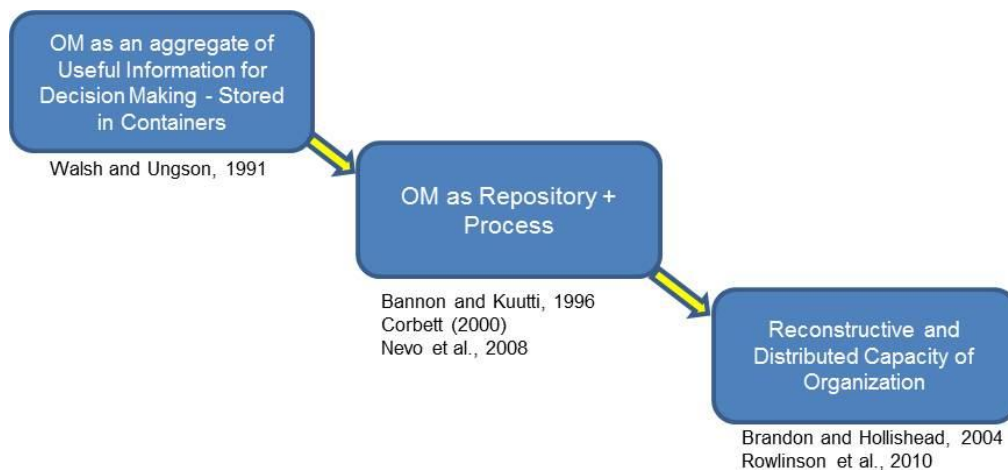 OM as an aggregate of
Useful Information for
Decision Making - Stored
in Containers
Walsh and Ungson, 1991
OM as Repository +
Process
Bannon and Kuutti, 1996
Corbett (2000)
Nevo et al., 2008
Reconstructive and
Distributed Capacity of
Organization
Brandon and Hollishead, 2004
Rowlinson et al., 2010